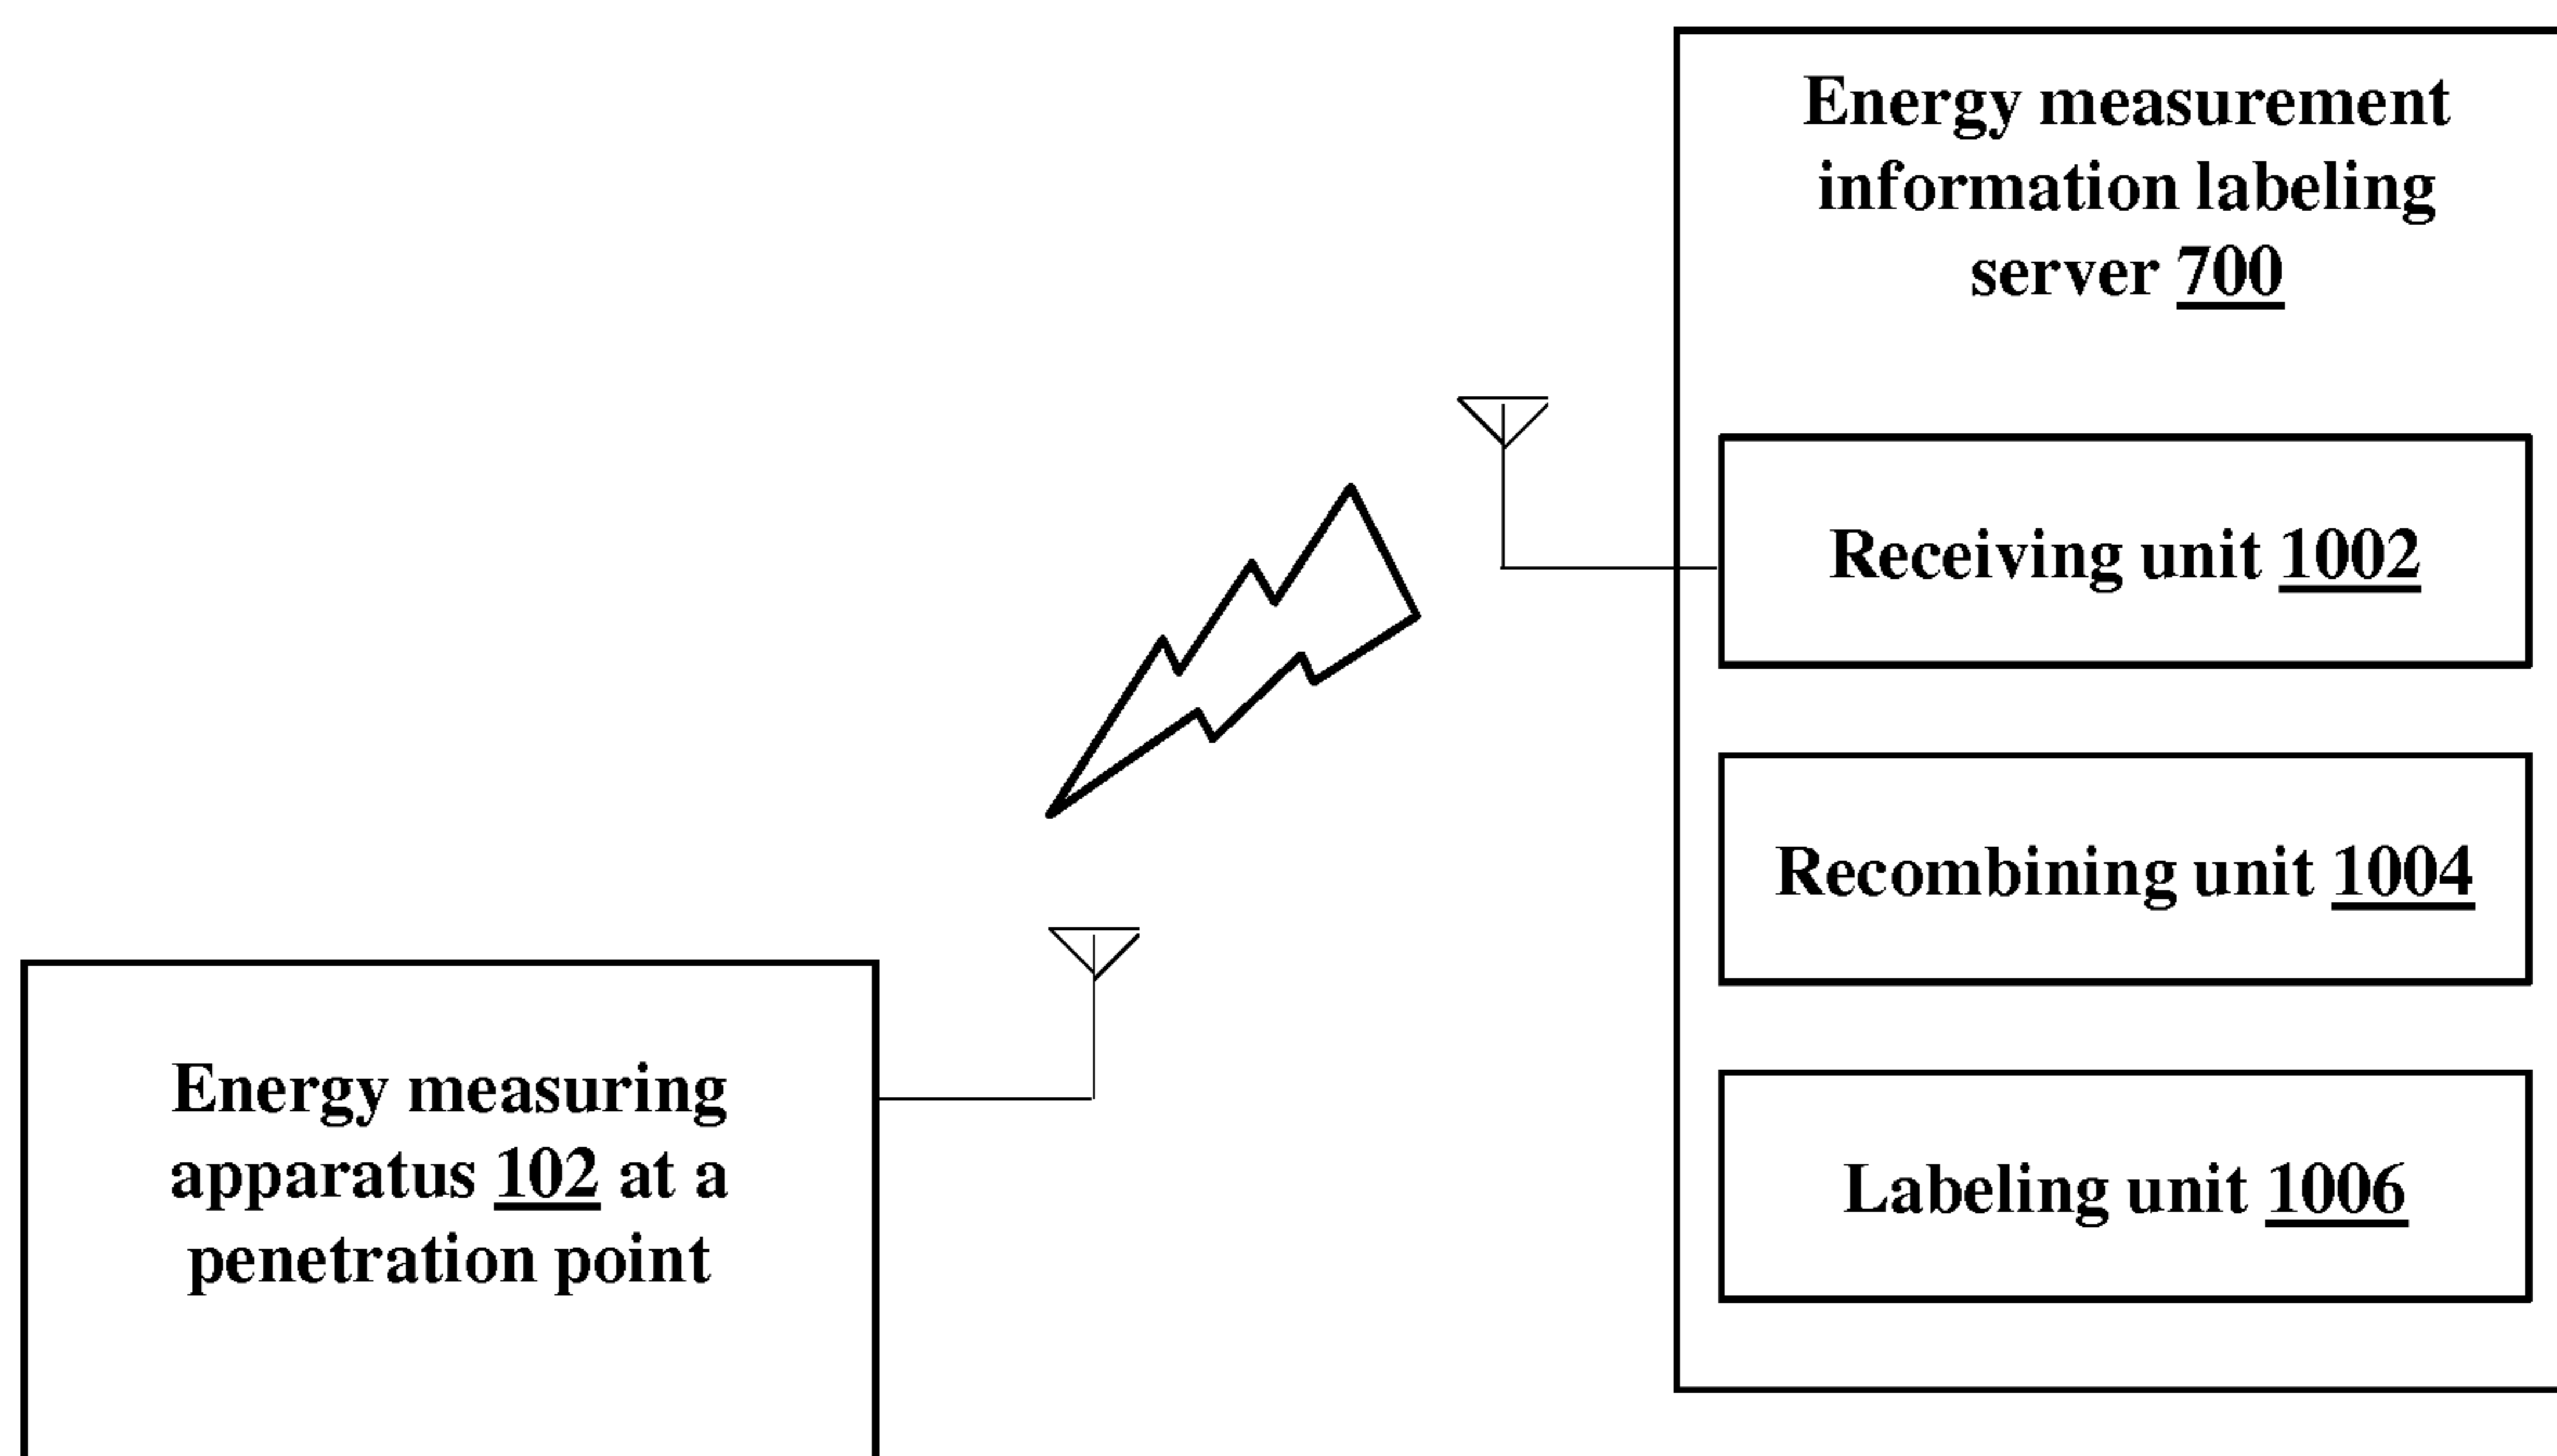 Energy measurement
information labeling
server 700
Receiving unit 1002
Recombining unit 1004
Labeling unit 1006
Energy measuring
apparatus 102 at a
penetration point